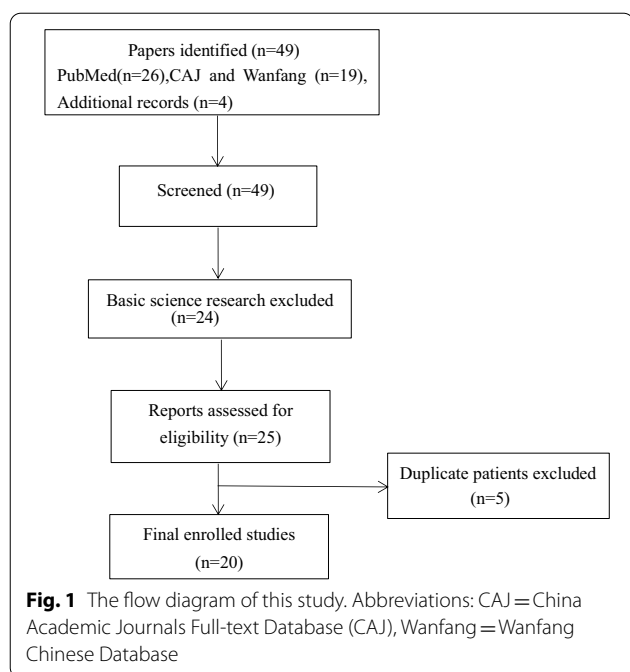 Papers identified (n=49)
PubMed(n=26),CAJ and Wanfang (n=19),
Additional records (n=4)
Screened (n=49)
Basic science research excluded
(n=24)
Reports assessed for
eligibility (n=25)
Duplicate patients excluded
(n=5)
Final enrolled studies
(n=20)
Fig. 1 The flow diagram of this study. Abbreviations: CAJ = China
Academic Journals Full-text Database (CAJ), Wanfang = Wanfang
Chinese Database